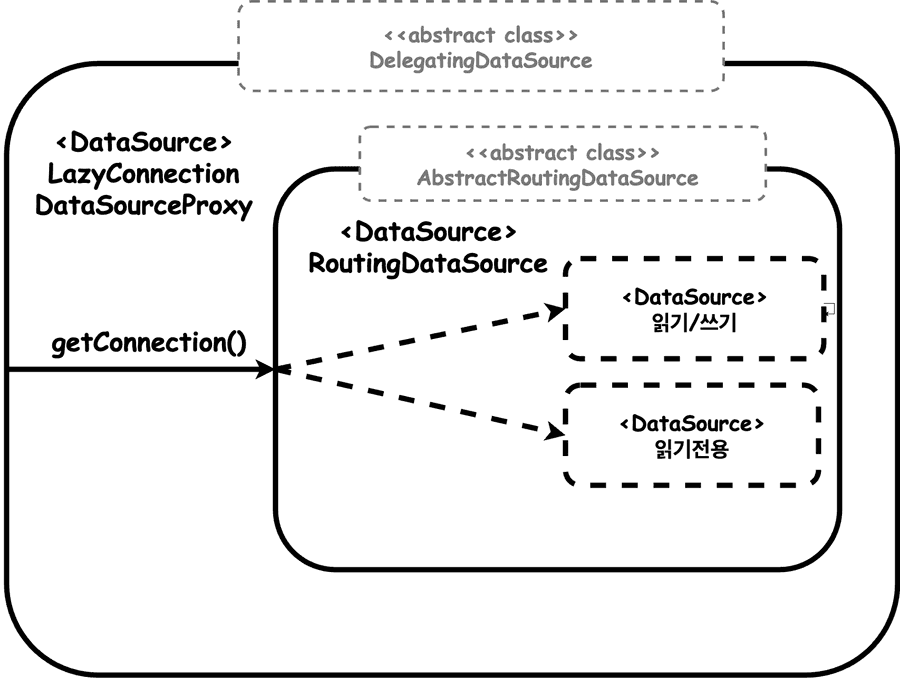 <<abstract class>>
DelegatingDataSource
<DataSource>
LazyConnection
DataSourceProxy
<<abstract class>>
AbstractRoutingDataSource
<DataSource>
RoutingDataSource
<DataSource>
읽기/쓰기
getConnection()
<DataSource>
읽기전용